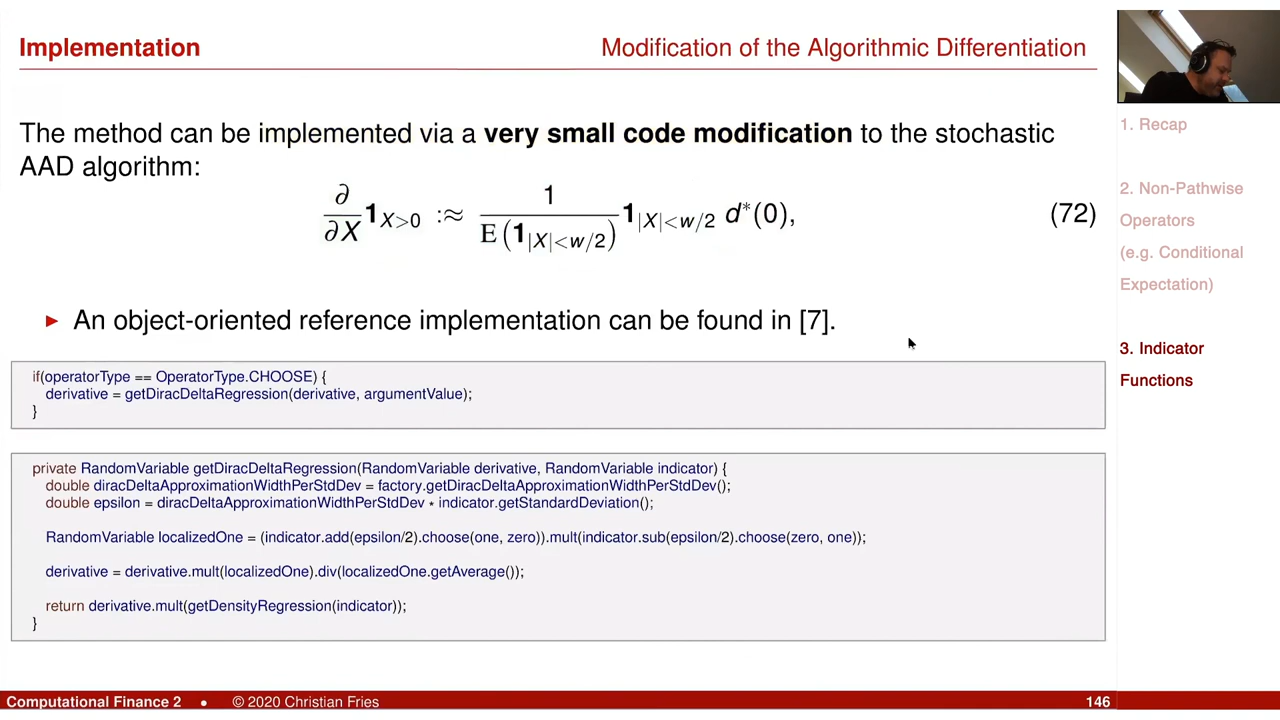 Implementation
Modification of the Algorithmic Differentiation
The method can be implemented via a very small code modification to the stochastic
AAD algorithm:
∂/∂X 1_{X>0} :≈ 1/E(1_{|X|<w/2}) 1_{|X|<w/2} d*(0), (72)
▶ An object-oriented reference implementation can be found in [7].
if(operatorType == OperatorType.CHOOSE) {
derivative = getDiracDeltaRegression(derivative, argumentValue);
}
private RandomVariable getDiracDeltaRegression(RandomVariable derivative, RandomVariable indicator) {
double diracDeltaApproximationWidthPerStdDev = factory.getDiracDeltaApproximationWidthPerStdDev();
double epsilon = diracDeltaApproximationWidthPerStdDev * indicator.getStandardDeviation();
RandomVariable localizedOne = (indicator.add(epsilon/2).choose(one, zero)).mult(indicator.sub(epsilon/2).choose(zero, one));
derivative = derivative.mult(localizedOne).div(localizedOne.getAverage());
return derivative.mult(getDensityRegression(indicator));
}
1. Recap
2. Non-Pathwise
Operators
(e.g. Conditional
Expectation)
3. Indicator
Functions
Computational Finance 2 • © 2020 Christian Fries
146